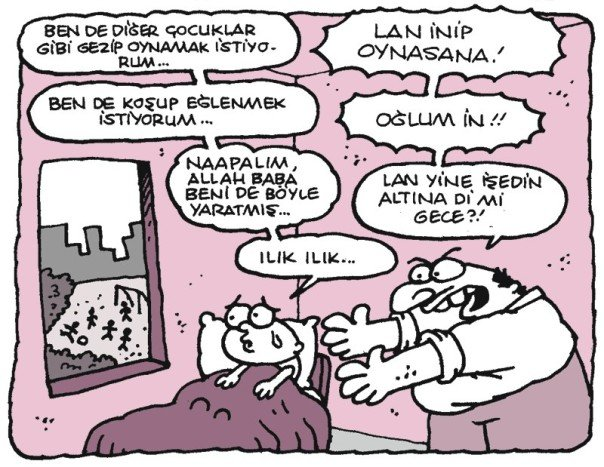 BEN DE DİĞER ÇOCUKLAR
GİBİ GEZİP OYNAMAK İSTİYO-
RUM...
LAN İNİP
OYNASANA!
BEN DE KOŞUP EĞLENMEK
İSTİYORUM...
OĞLUM İN!!
NAAPALIM,
ALLAH BABA
BENİ DE BÖYLE
YARATMIŞ...
LAN YİNE İŞEDİN
ALTINA Dİ Mİ
GECE?!
ILIK ILIK...